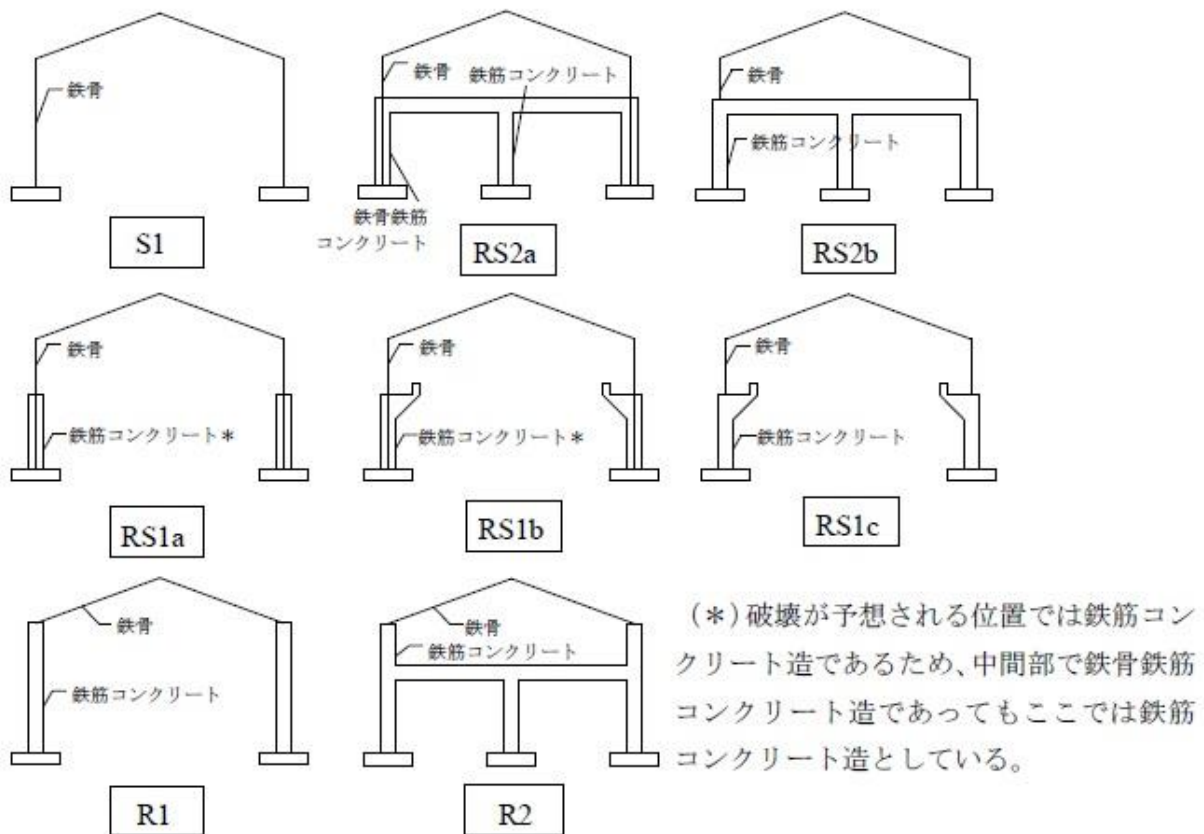 鉄骨
S1
鉄骨
鉄筋コンクリート
鉄骨鉄筋
コンクリート
RS2a
鉄骨
鉄筋コンクリート
RS2b
鉄骨
鉄筋コンクリート*
RS1a
鉄骨
鉄筋コンクリート*
RS1b
鉄骨
鉄筋コンクリート
RS1c
鉄骨
鉄筋コンクリート
R1
鉄骨
鉄筋コンクリート
R2
(*)破壊が予想される位置では鉄筋コン
クリート造であるため、中間部で鉄骨鉄筋
コンクリート造であってもここでは鉄筋
コンクリート造としている。